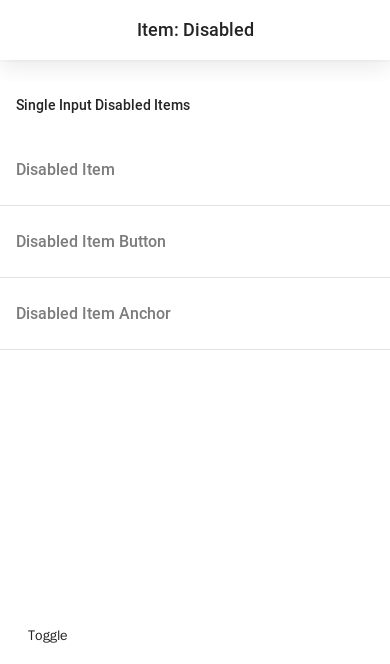 Item: Disabled
Single Input Disabled Items
Disabled Item
Disabled Item Button
Disabled Item Anchor
Toggle